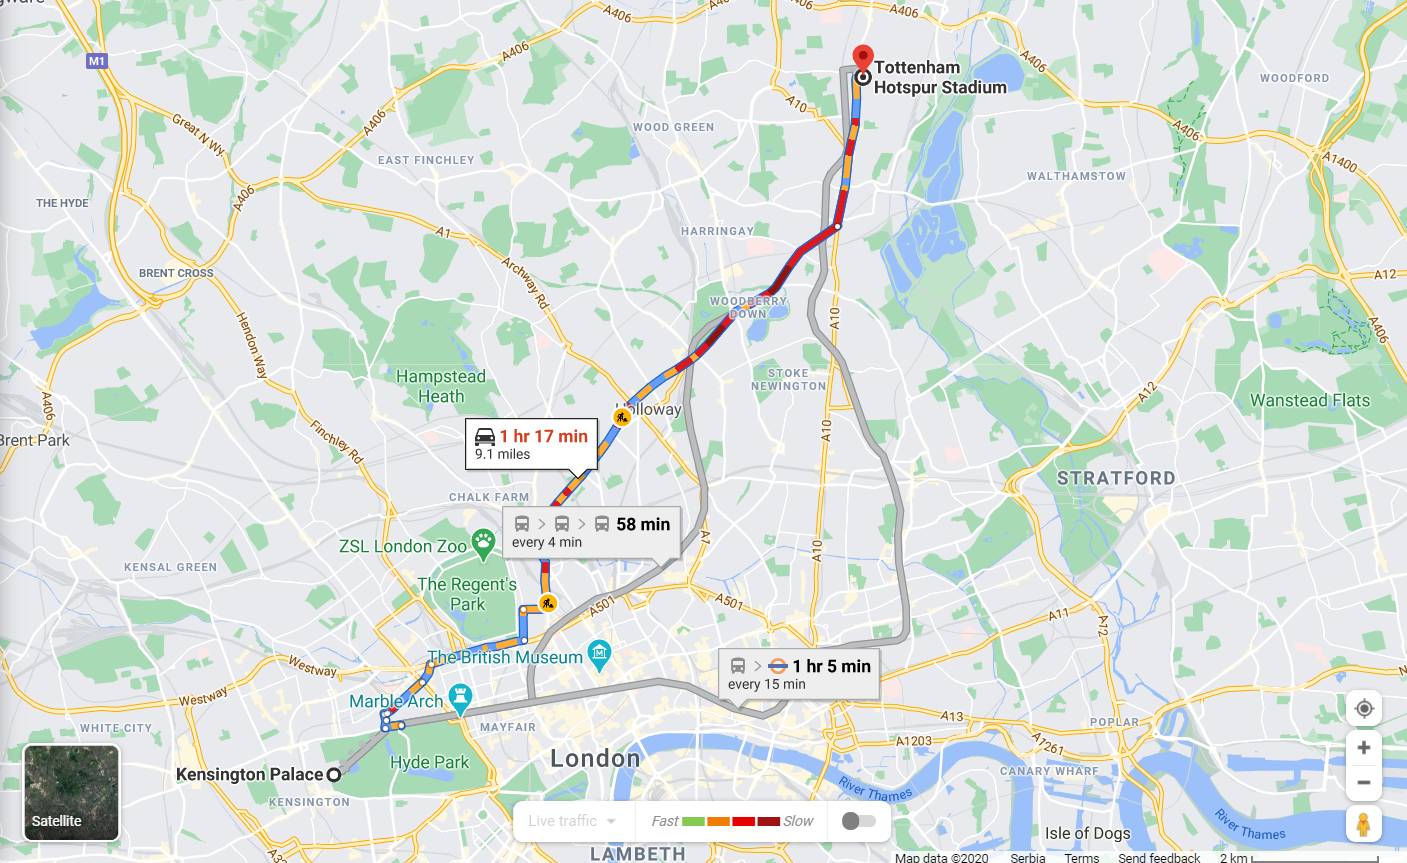 A406
A406
A406
M1
A406
Tottenham
Hotspur Stadium
A406
WOODFORD
A10
Great N Wy
A406
WOOD GREEN
A406
EAST FINCHLEY
A1400
WALTHAMSTOW
A406
THE HYDE
A1
HARRINGAY
BRENT CROSS
Archway Rd
A12
WOODBERRY
DOWN
A10
A406
Hendon Way
STOKE
NEWINGTON
Hampstead
Heath
A12
A406
Wanstead Flats
Holloway
Brent Park
Finchley Rd
A10
1 hr 17 min
9.1 miles
STRATFORD
CHALK FARM
58 min
every 4 min
A7
ZSL London Zoo
A10
KENSAL GREEN
The Regent's
Park
A501
A501
A11
A12
The British Museum
Westway
1 hr 5 min
every 15 min
Westway
Marble Arch
WHITE CITY
MAYFAIR
A13
POPLAR
A1203
A1261
London
Hyde Park
CANARY WHARF
Kensington Palace
River Thames
KENSINGTON
Satellite
Live traffic
Fast
Slow
River Thames
Isle of Dogs
LAMBETH
Map data ©2020
Serbia
Terms
Send feedback
2 km